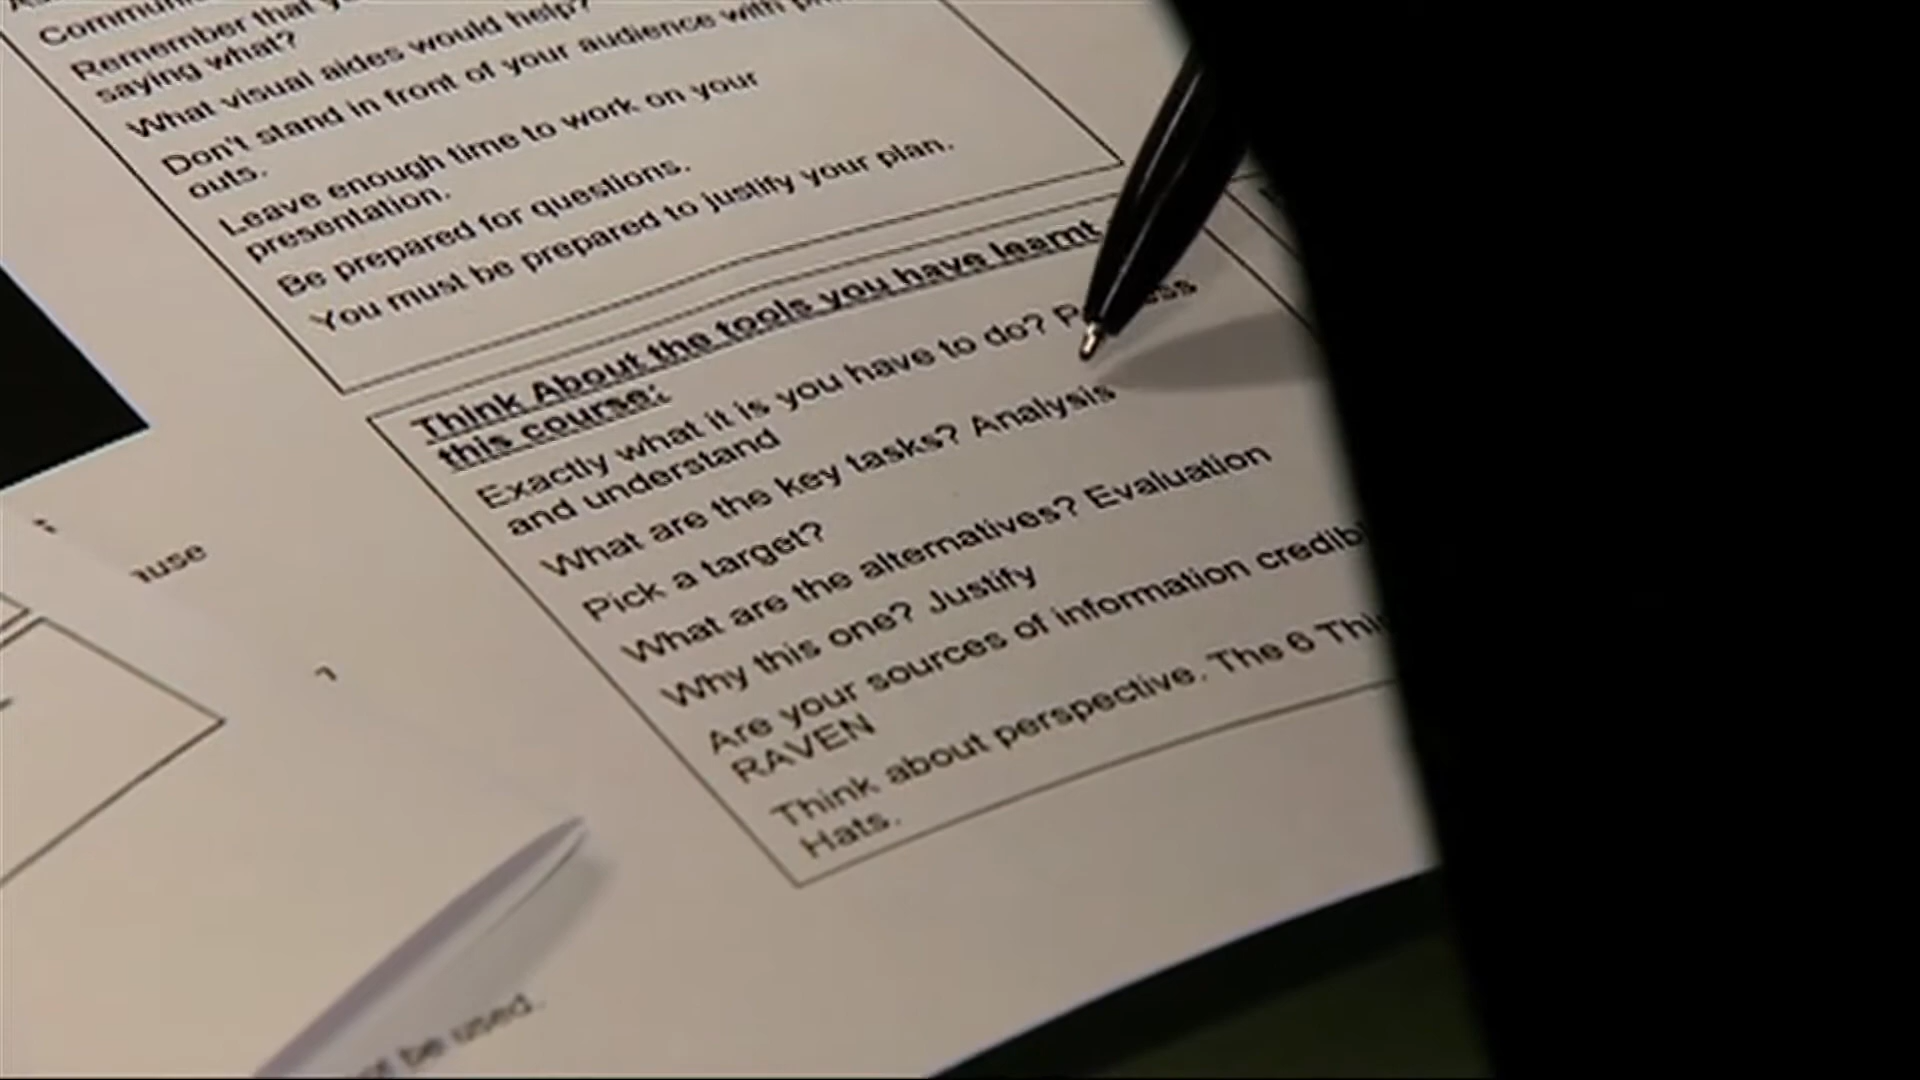 Remember that
saying what?
What visual aides would help?
Don't stand in front of your audience with
outs.
Leave enough time to work on your
presentation.
Be prepared for questions.
You must be prepared to justify your plan.
Think About the tools you have learnt
this course:
Exactly what it is you have to do?
and understand
What are the key tasks? Analysis
Pick a target?
What are the alternatives? Evaluation
Why this one? Justify
Are your sources of information
RAVEN
Think about perspective. The 6
Hats.
be used.